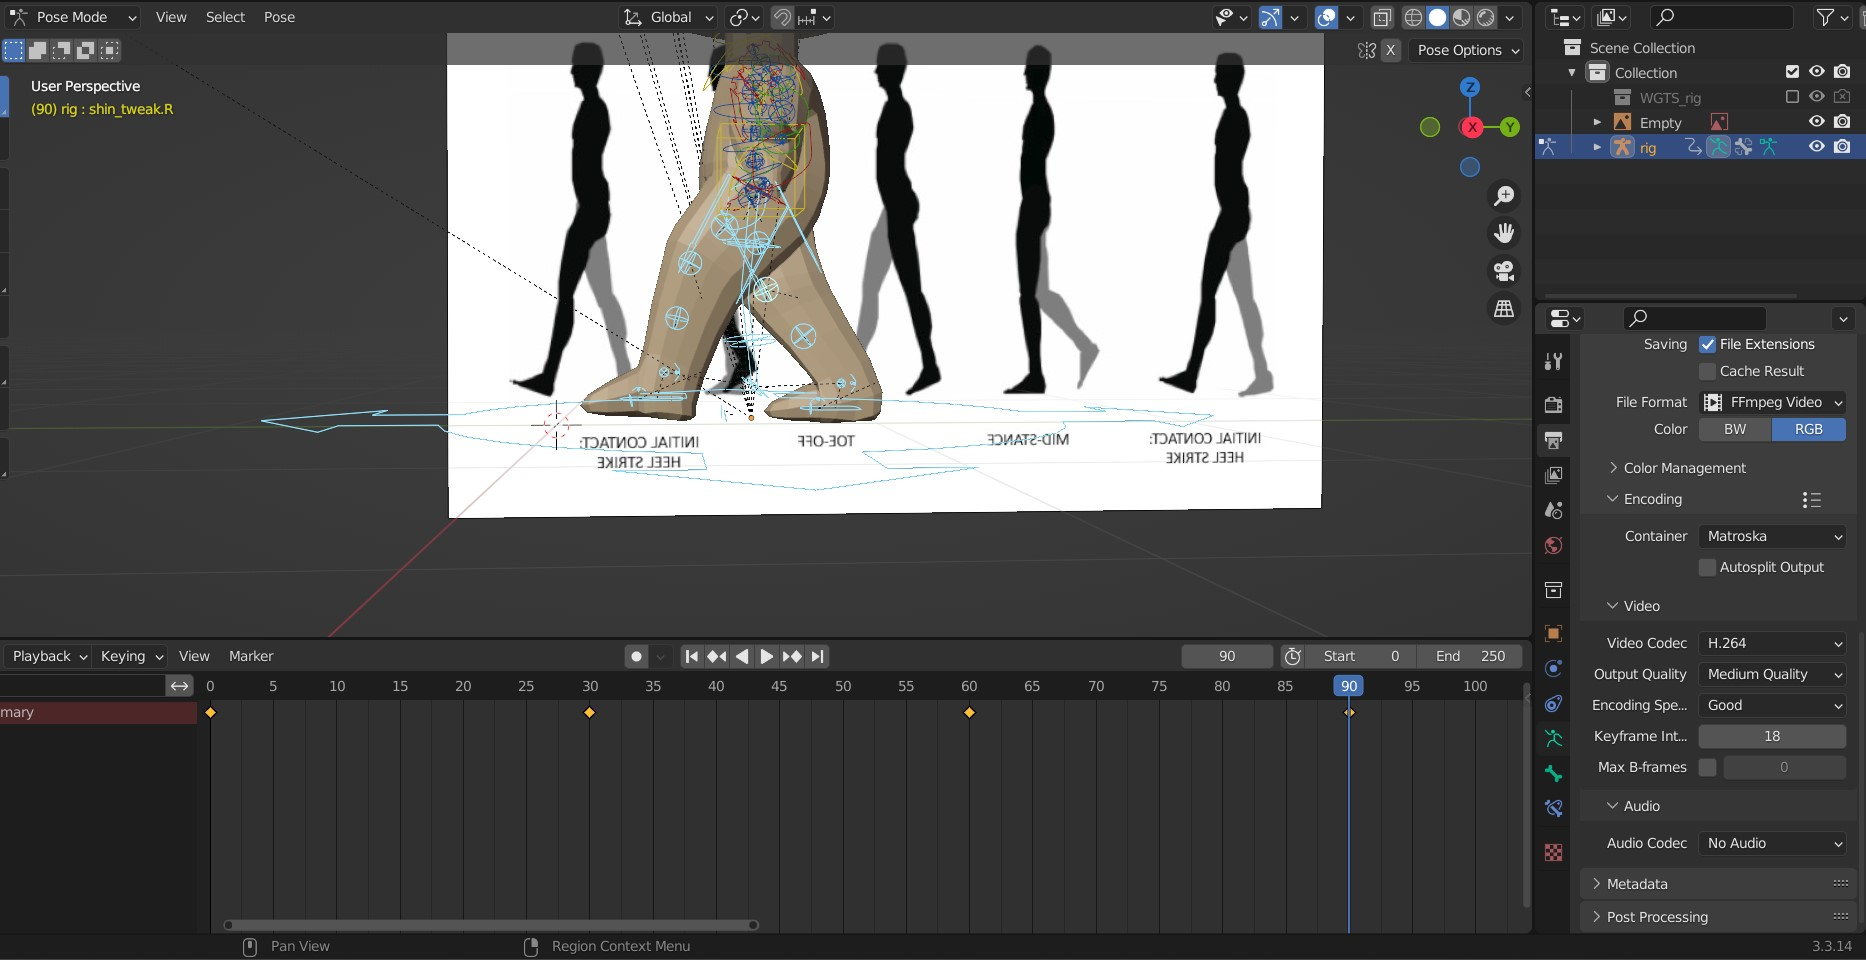 Pose Mode View Select Pose Global
X Pose Options
User Perspective
(90) rig : shin_tweak.R
Z
X Y
INITIAL CONTACT:
HEEL STRIKE
TOE-OFF
MID-STANCE
INITIAL CONTACT:
HEEL STRIKE
Scene Collection
Collection
WGTS_rig
Empty
rig
Saving File Extensions
Cache Result
File Format FFmpeg Video
Color BW RGB
Color Management
Encoding
Container Matroska
Autosplit Output
Video
Video Codec H.264
Output Quality Medium Quality
Encoding Spe... Good
Keyframe Int... 18
Max B-frames 0
Audio
Audio Codec No Audio
Metadata
Post Processing
Playback Keying View Marker 90 Start 0 End 250
0 5 10 15 20 25 30 35 40 45 50 55 60 65 70 75 80 85 90 95 100
mary
Pan View Region Context Menu 3.3.14